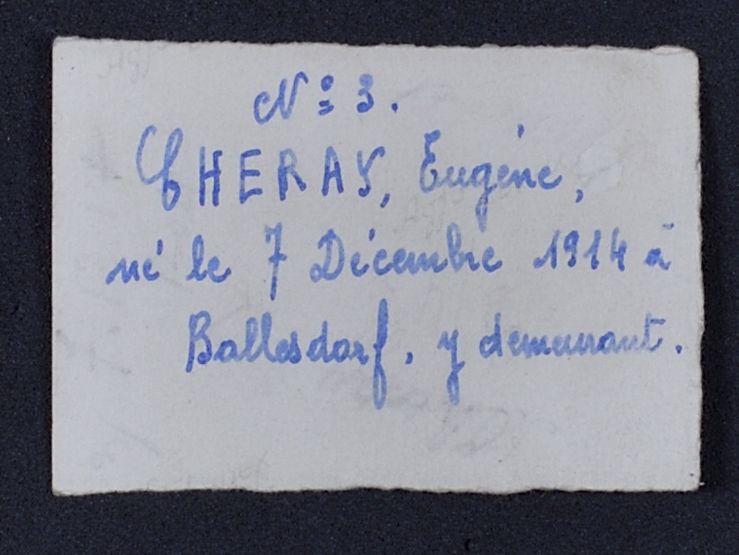 N° 3.
CHERAY, Eugène,
né le 7 Décembre 1914 à
Ballesdorf, y demeurant.